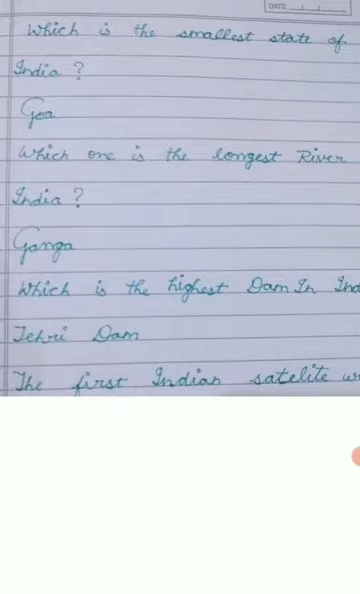 DATE
Which is the smallest state of
India ?
Goa
Which one is the longest River
India ?
Ganga
Which is the highest Dam In Ind
Tehri Dam
The first Indian satelite w